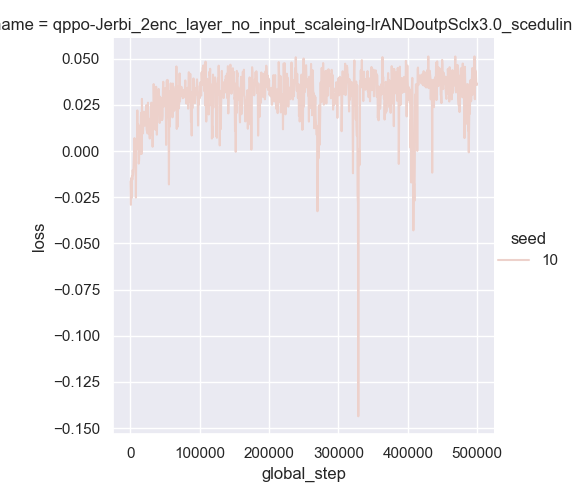 name = qppo-Jerbi_2enc_layer_no_input_scaleing-lrANDoutpSclx3.0_scedulin
0.050
0.025
0.000
−0.025
−0.050
−0.075
−0.100
−0.125
−0.150
loss
0 100000 200000 300000 400000 500000
global_step
seed
10